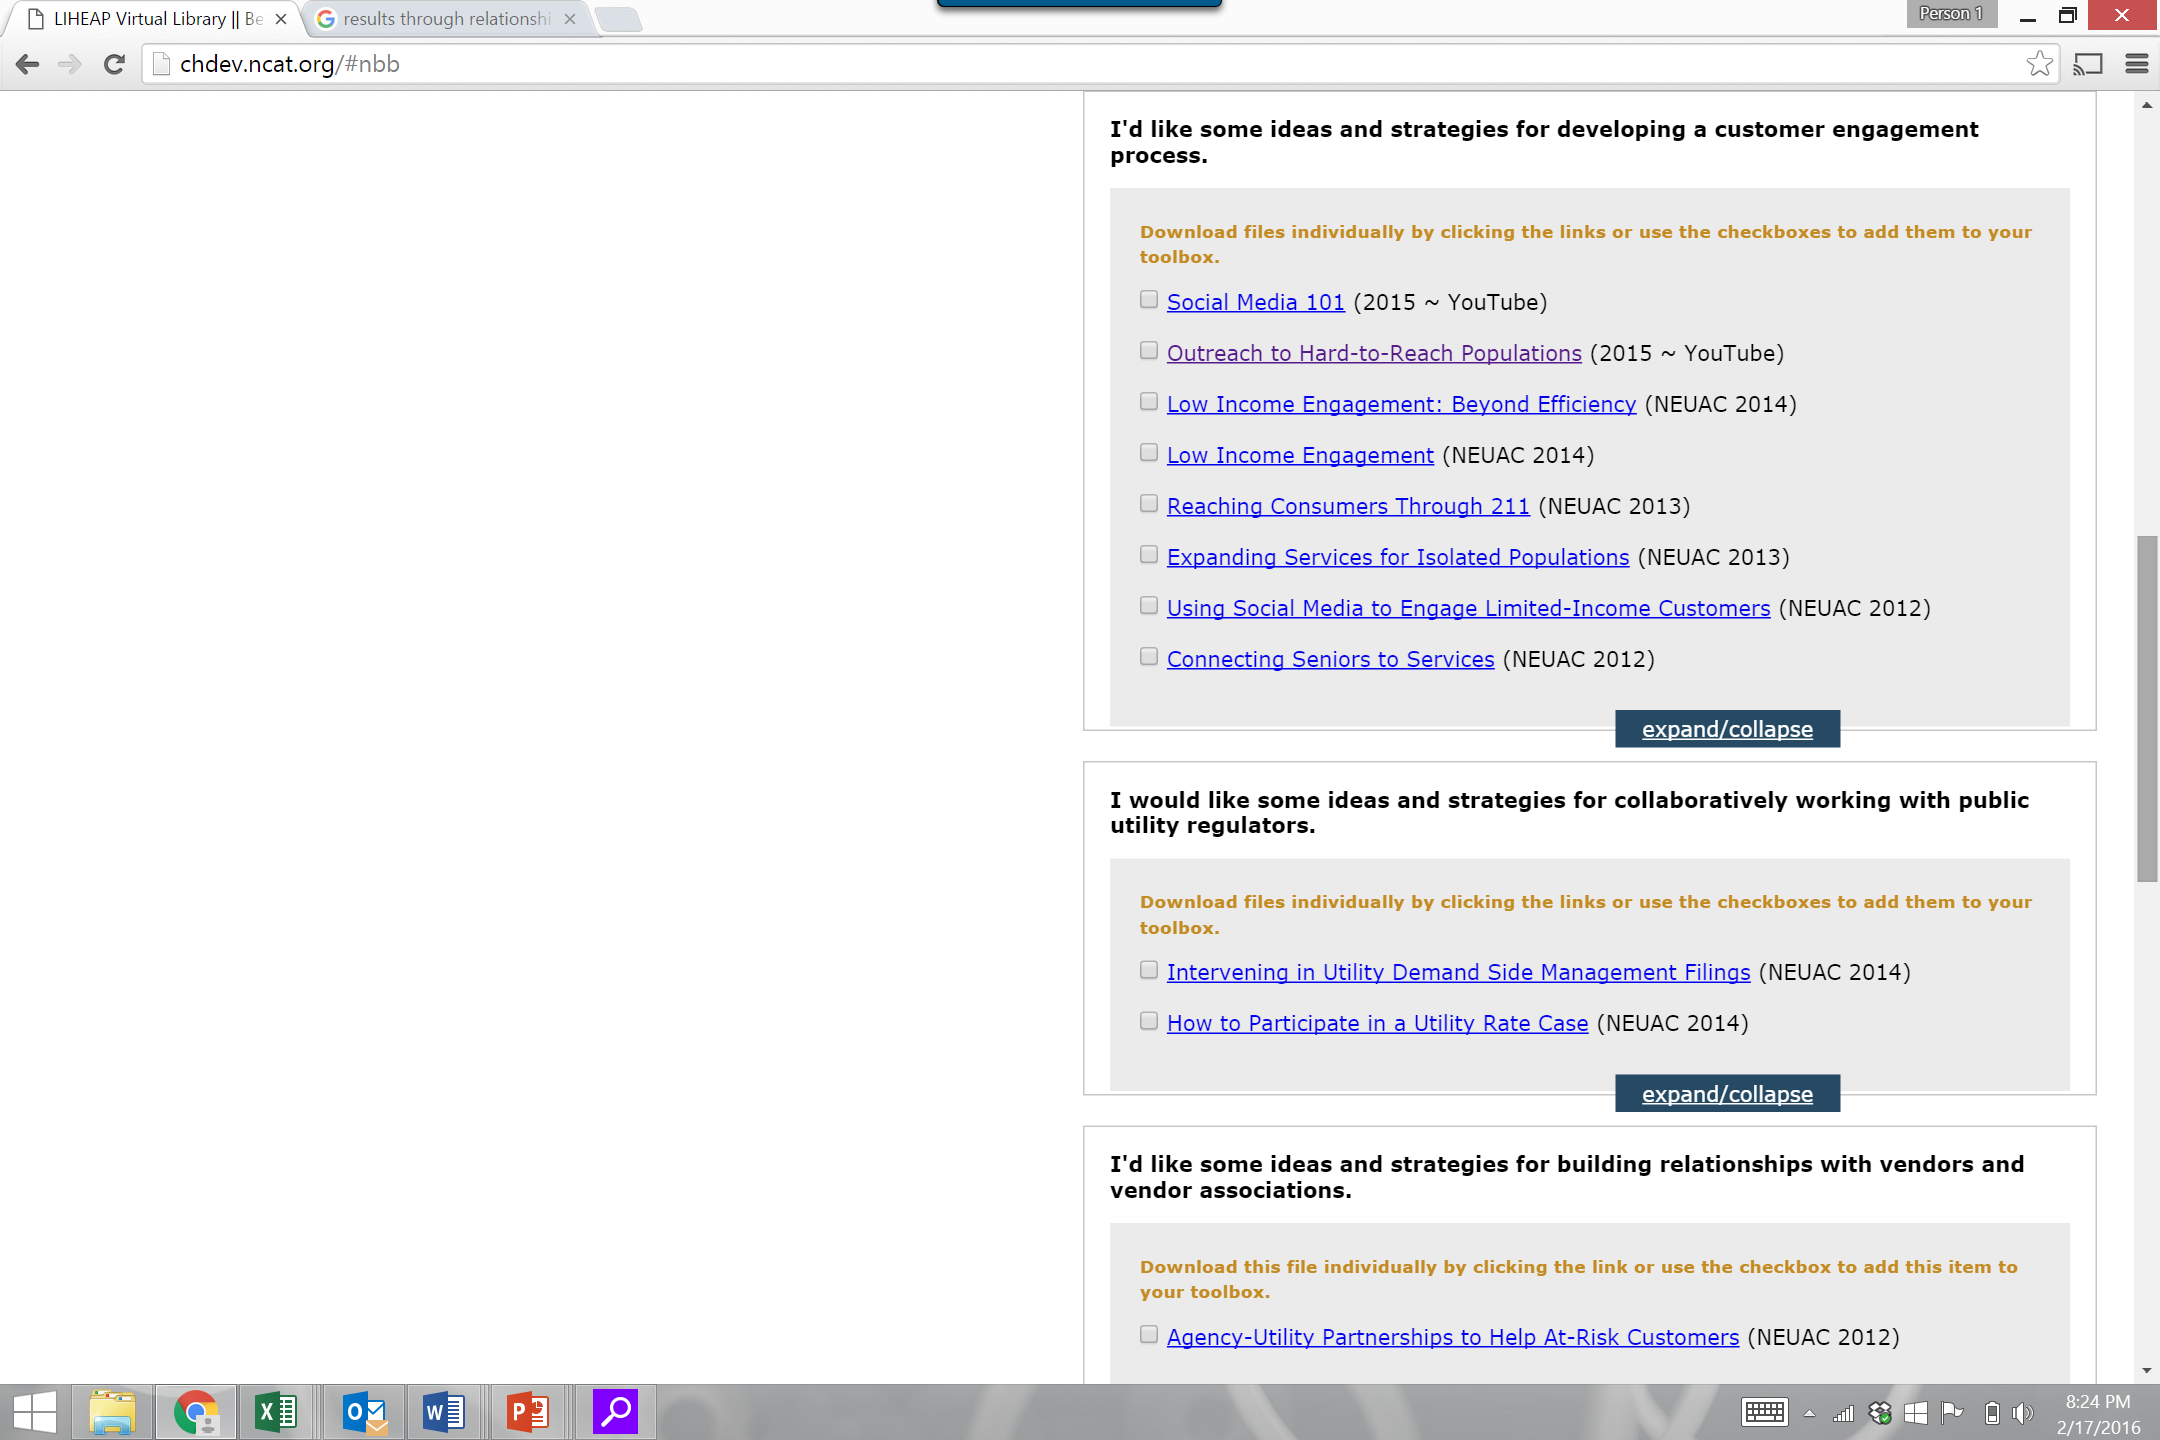 LIHEAP Virtual Library || Be
results through relationshi
Person 1
chdev.ncat.org/#nbb
I'd like some ideas and strategies for developing a customer engagement
process.
Download files individually by clicking the links or use the checkboxes to add them to your
toolbox.
Social Media 101 (2015 ~ YouTube)
Outreach to Hard-to-Reach Populations (2015 ~ YouTube)
Low Income Engagement: Beyond Efficiency (NEUAC 2014)
Low Income Engagement (NEUAC 2014)
Reaching Consumers Through 211 (NEUAC 2013)
Expanding Services for Isolated Populations (NEUAC 2013)
Using Social Media to Engage Limited-Income Customers (NEUAC 2012)
Connecting Seniors to Services (NEUAC 2012)
expand/collapse
I would like some ideas and strategies for collaboratively working with public
utility regulators.
Download files individually by clicking the links or use the checkboxes to add them to your
toolbox.
Intervening in Utility Demand Side Management Filings (NEUAC 2014)
How to Participate in a Utility Rate Case (NEUAC 2014)
expand/collapse
I'd like some ideas and strategies for building relationships with vendors and
vendor associations.
Download this file individually by clicking the link or use the checkbox to add this item to
your toolbox.
Agency-Utility Partnerships to Help At-Risk Customers (NEUAC 2012)
8:24 PM
2/17/2016